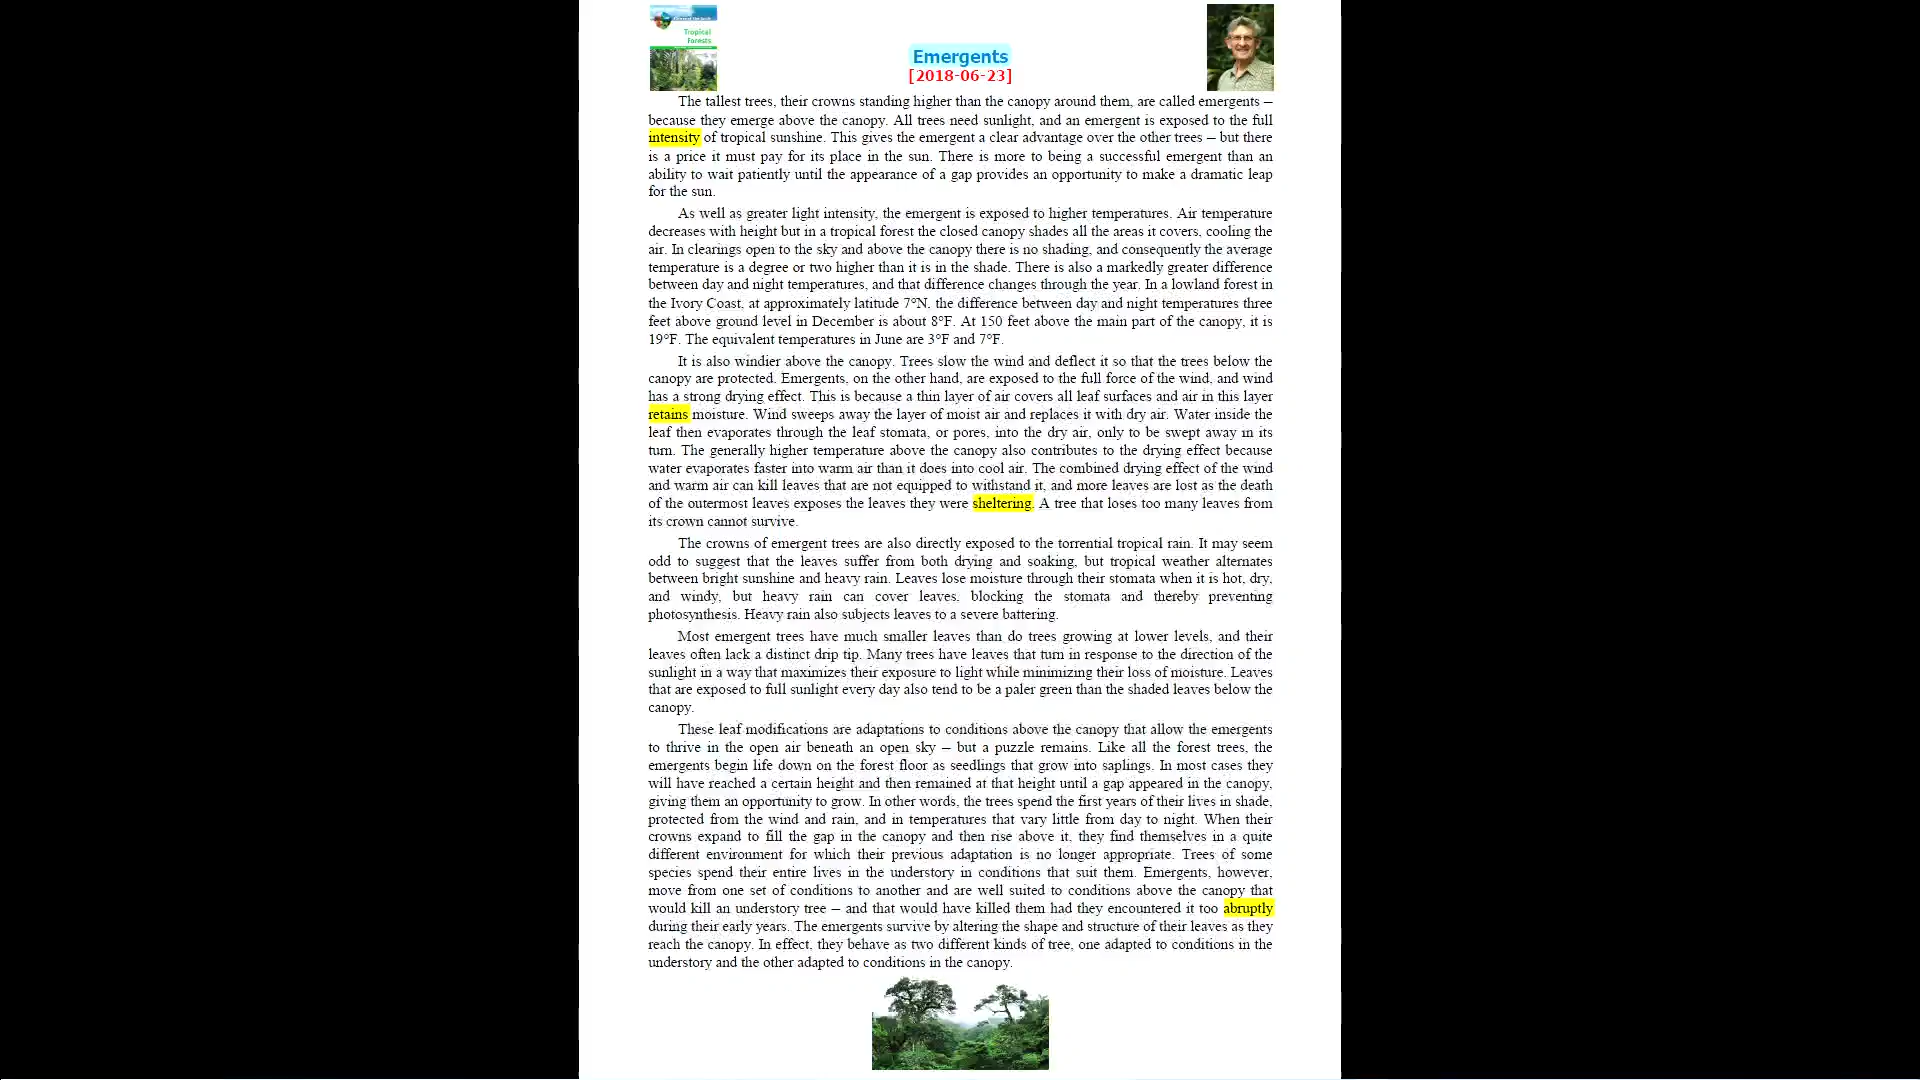 Tropical
Forests
Emergents
[2018-06-23]
The tallest trees, their crowns standing higher than the canopy around them, are called emergents –
because they emerge above the canopy. All trees need sunlight, and an emergent is exposed to the full
intensity of tropical sunshine. This gives the emergent a clear advantage over the other trees – but there
is a price it must pay for its place in the sun. There is more to being a successful emergent than an
ability to wait patiently until the appearance of a gap provides an opportunity to make a dramatic leap
for the sun.
As well as greater light intensity, the emergent is exposed to higher temperatures. Air temperature
decreases with height but in a tropical forest the closed canopy shades all the areas it covers, cooling the
air. In clearings open to the sky and above the canopy there is no shading, and consequently the average
temperature is a degree or two higher than it is in the shade. There is also a markedly greater difference
between day and night temperatures, and that difference changes through the year. In a lowland forest in
the Ivory Coast, at approximately latitude 7°N, the difference between day and night temperatures three
feet above ground level in December is about 8°F. At 150 feet above the main part of the canopy, it is
19°F. The equivalent temperatures in June are 3°F and 7°F.
It is also windier above the canopy. Trees slow the wind and deflect it so that the trees below the
canopy are protected. Emergents, on the other hand, are exposed to the full force of the wind, and wind
has a strong drying effect. This is because a thin layer of air covers all leaf surfaces and air in this layer
retains moisture. Wind sweeps away the layer of moist air and replaces it with dry air. Water inside the
leaf then evaporates through the leaf stomata, or pores, into the dry air, only to be swept away in its
turn. The generally higher temperature above the canopy also contributes to the drying effect because
water evaporates faster into warm air than it does into cool air. The combined drying effect of the wind
and warm air can kill leaves that are not equipped to withstand it, and more leaves are lost as the death
of the outermost leaves exposes the leaves they were sheltering. A tree that loses too many leaves from
its crown cannot survive.
The crowns of emergent trees are also directly exposed to the torrential tropical rain. It may seem
odd to suggest that the leaves suffer from both drying and soaking, but tropical weather alternates
between bright sunshine and heavy rain. Leaves lose moisture through their stomata when it is hot, dry,
and windy, but heavy rain can cover leaves, blocking the stomata and thereby preventing
photosynthesis. Heavy rain also subjects leaves to a severe battering.
Most emergent trees have much smaller leaves than do trees growing at lower levels, and their
leaves often lack a distinct drip tip. Many trees have leaves that turn in response to the direction of the
sunlight in a way that maximizes their exposure to light while minimizing their loss of moisture. Leaves
that are exposed to full sunlight every day also tend to be a paler green than the shaded leaves below the
canopy.
These leaf modifications are adaptations to conditions above the canopy that allow the emergents
to thrive in the open air beneath an open sky – but a puzzle remains. Like all the forest trees, the
emergents begin life down on the forest floor as seedlings that grow into saplings. In most cases they
will have reached a certain height and then remained at that height until a gap appeared in the canopy,
giving them an opportunity to grow. In other words, the trees spend the first years of their lives in shade,
protected from the wind and rain, and in temperatures that vary little from day to night. When their
crowns expand to fill the gap in the canopy and then rise above it, they find themselves in a quite
different environment for which their previous adaptation is no longer appropriate. Trees of some
species spend their entire lives in the understory in conditions that suit them. Emergents, however,
move from one set of conditions to another and are well suited to conditions above the canopy that
would kill an understory tree – and that would have killed them had they encountered it too abruptly
during their early years. The emergents survive by altering the shape and structure of their leaves as they
reach the canopy. In effect, they behave as two different kinds of tree, one adapted to conditions in the
understory and the other adapted to conditions in the canopy.